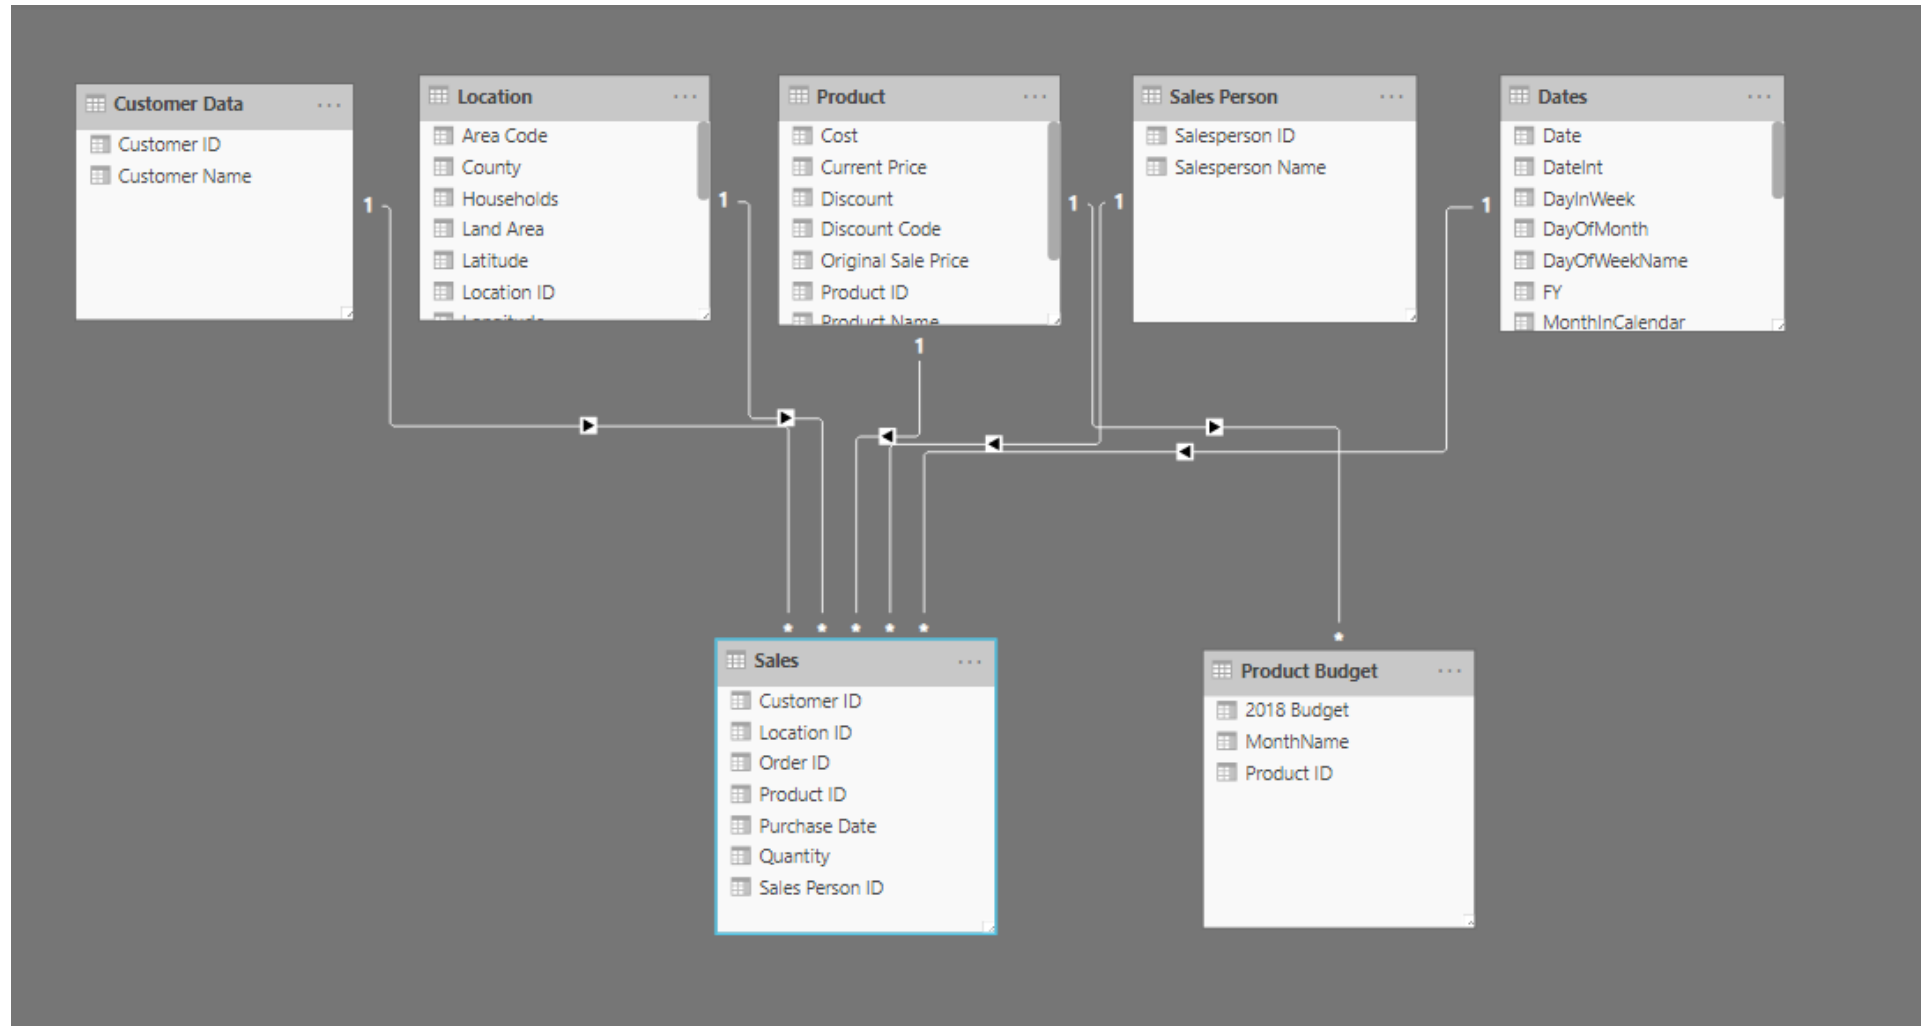 Customer Data
Customer ID
Customer Name
1
Location
Area Code
County
Households
Land Area
Latitude
Location ID
Longitude
1
Product
Cost
Current Price
Discount
Discount Code
Original Sale Price
Product ID
Product Name
1
1
Sales Person
Salesperson ID
Salesperson Name
1
Dates
Date
DateInt
DayInWeek
DayOfMonth
DayOfWeekName
FY
MonthInCalendar
1
* * * * *
*
Sales
Customer ID
Location ID
Order ID
Product ID
Purchase Date
Quantity
Sales Person ID
Product Budget
2018 Budget
MonthName
Product ID